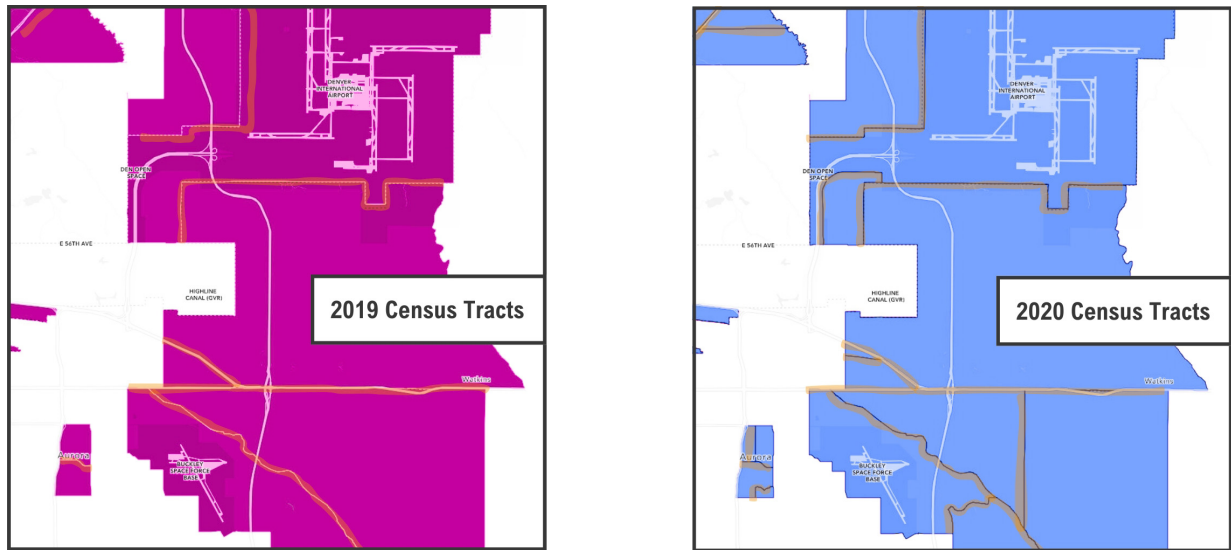 DENVER
INTERNATIONAL
AIRPORT
DEN OPEN
SPACE
E 56TH AVE
HIGHLINE
CANAL (GVR)
2019 Census Tracts
Watkins
Aurora
BUCKLEY
SPACE FORCE
BASE
DENVER
INTERNATIONAL
AIRPORT
DEN OPEN
SPACE
E 56TH AVE
HIGHLINE
CANAL (GVR)
2020 Census Tracts
Watkins
Aurora
BUCKLEY
SPACE FORCE
BASE